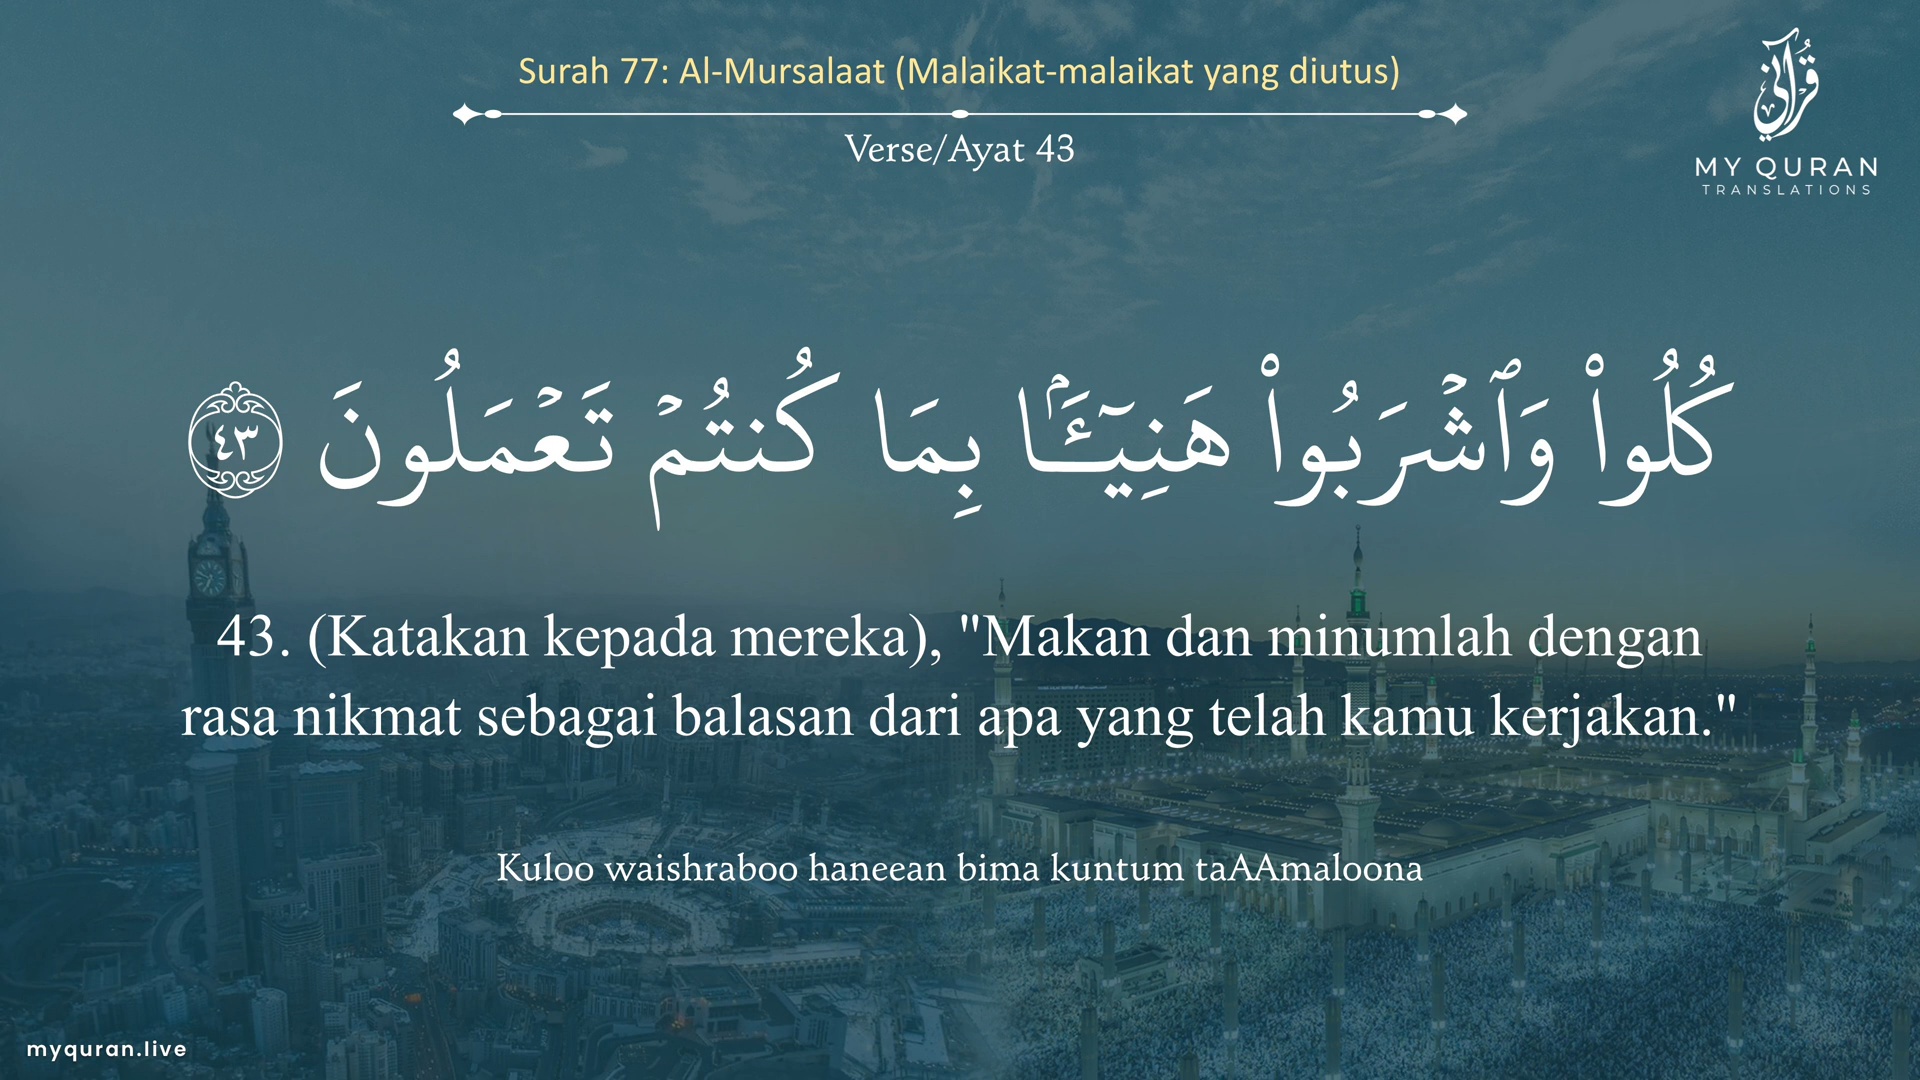 Surah 77: Al-Mursalaat (Malaikat-malaikat yang diutus)
Verse/Ayat 43
قرآني
MY QURAN
TRANSLATIONS
كُلُوا۟ وَٱشْرَبُوا۟ هَنِيٓـَٔۢا بِمَا كُنتُمْ تَعْمَلُونَ ٤٣
43. (Katakan kepada mereka), "Makan dan minumlah dengan
rasa nikmat sebagai balasan dari apa yang telah kamu kerjakan."
Kuloo waishraboo haneean bima kuntum taAAmaloona
myquran.live